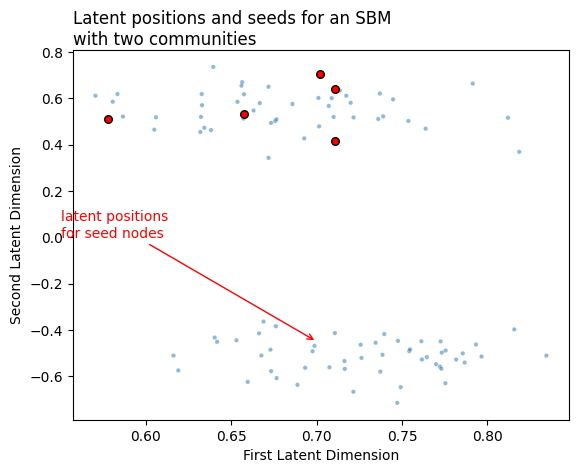 Latent positions and seeds for an SBM
with two communities
0.8
0.6
0.4
0.2
0.0
−0.2
−0.4
−0.6
latent positions
for seed nodes
Second Latent Dimension
0.60
0.65
0.70
0.75
0.80
First Latent Dimension